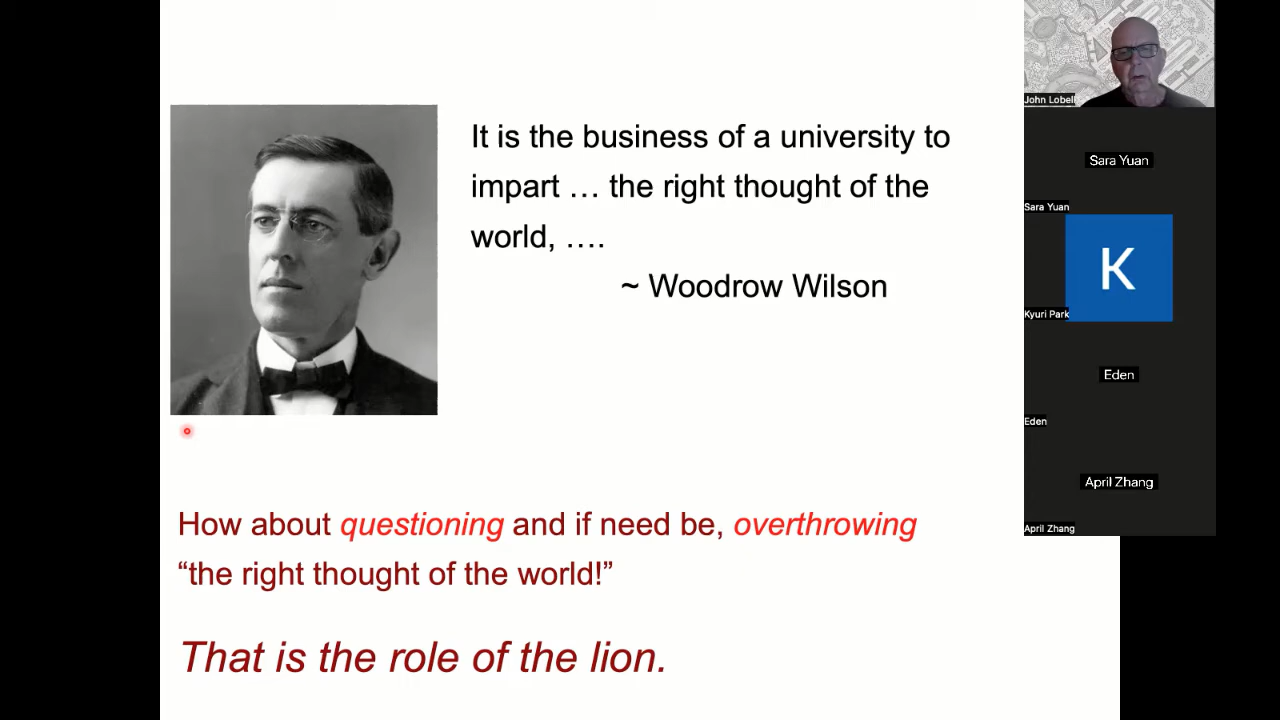 It is the business of a university to
impart … the right thought of the
world, ….
~ Woodrow Wilson
How about questioning and if need be, overthrowing
“the right thought of the world!”
That is the role of the lion.
John Lobell
Sara Yuan
Sara Yuan
K
Kyuri Park
Eden
Eden
April Zhang
April Zhang